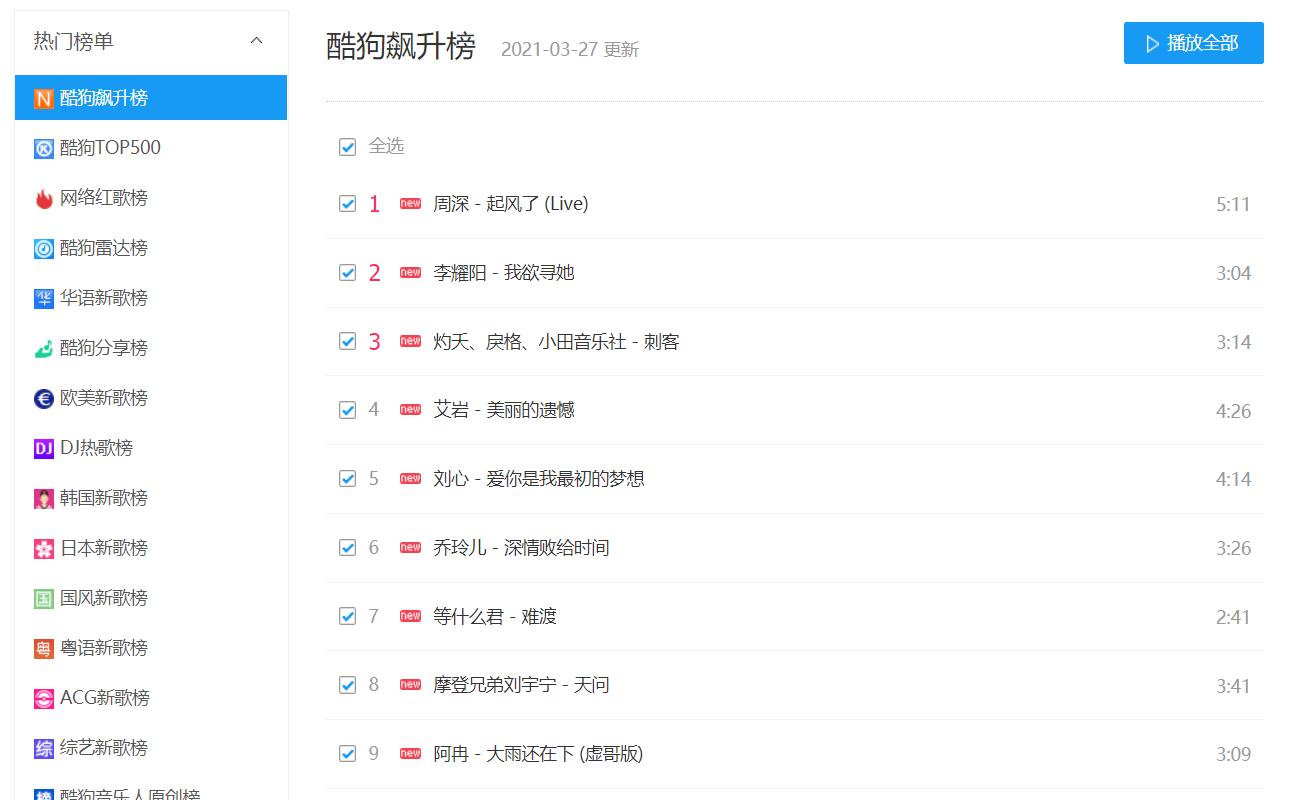 热门榜单
酷狗飙升榜
酷狗TOP500
网络红歌榜
酷狗雷达榜
华语新歌榜
酷狗分享榜
欧美新歌榜
DJ DJ热歌榜
韩国新歌榜
日本新歌榜
国 国风新歌榜
粤 粤语新歌榜
ACG新歌榜
综 综艺新歌榜
酷狗音乐人原创榜
酷狗飙升榜 2021-03-27 更新
播放全部
全选
1 new 周深 - 起风了 (Live) 5:11
2 new 李耀阳 - 我欲寻她 3:04
3 new 灼夭、戾格、小田音乐社 - 刺客 3:14
4 new 艾岩 - 美丽的遗憾 4:26
5 new 刘心 - 爱你是我最初的梦想 4:14
6 new 乔玲儿 - 深情败给时间 3:26
7 new 等什么君 - 难渡 2:41
8 new 摩登兄弟刘宇宁 - 天问 3:41
9 new 阿冉 - 大雨还在下 (虚哥版) 3:09